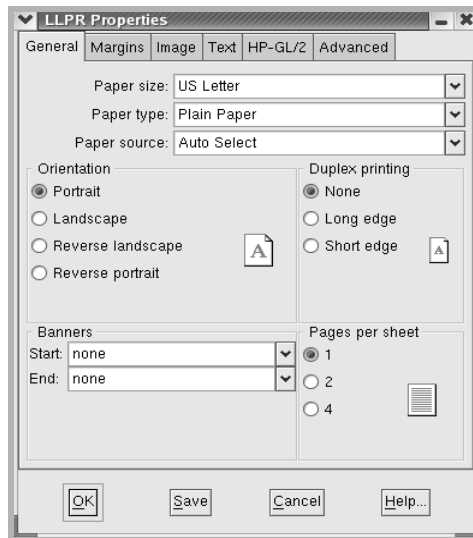 LLPR Properties
General Margins Image Text HP-GL/2 Advanced
Paper size: US Letter
Paper type: Plain Paper
Paper source: Auto Select
Orientation
Portrait
Landscape
Reverse landscape
Reverse portrait
A
Duplex printing
None
Long edge
Short edge
A
Banners
Start: none
End: none
Pages per sheet
1
2
4
OK Save Cancel Help...